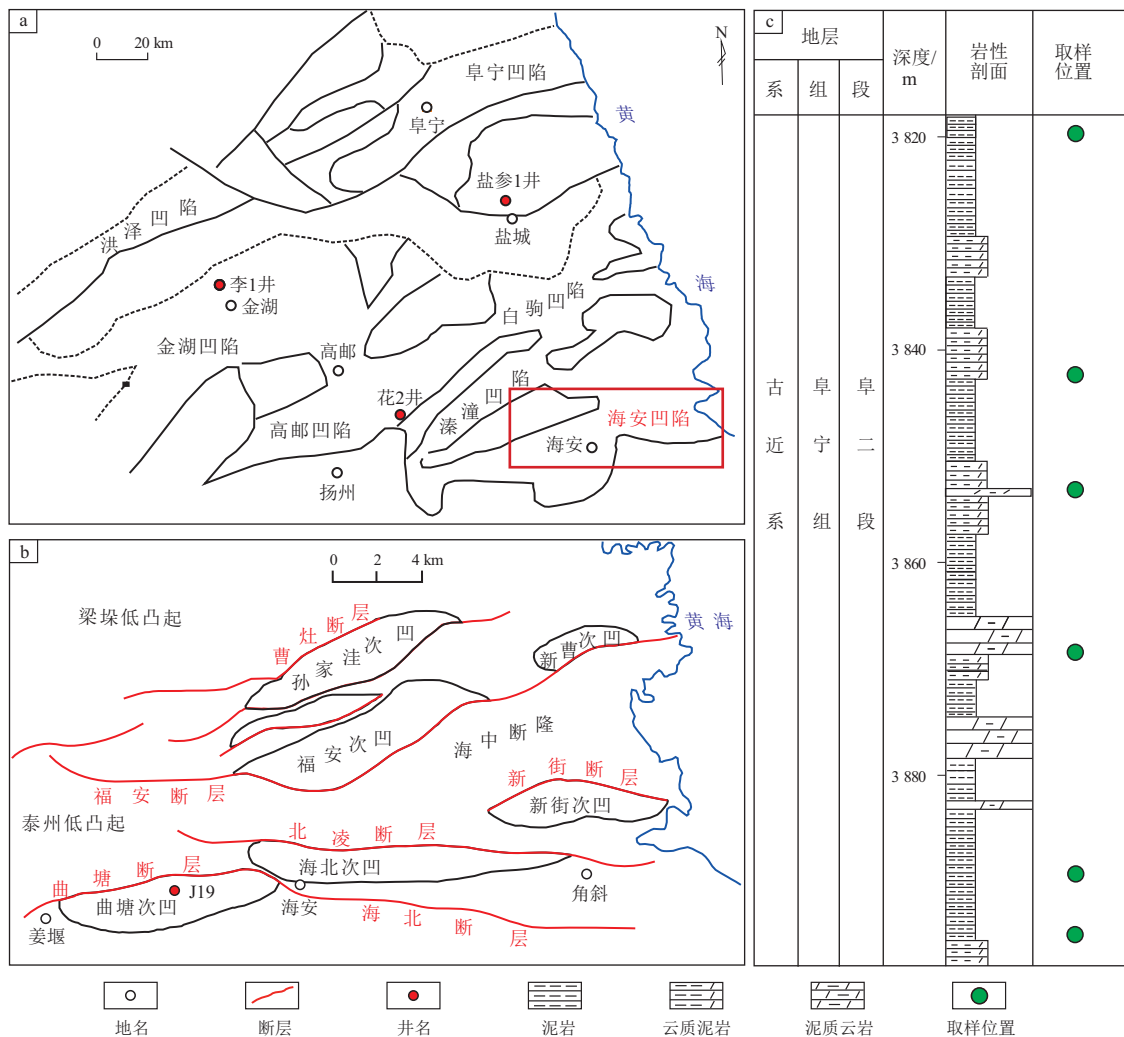 a
0 20 km
N
阜宁凹陷
阜宁
黄
海
盐参1井
盐城
洪泽凹陷
李1井
金湖
白驹凹陷
金湖凹陷
高邮
花2井
溱潼凹陷
海安凹陷
高邮凹陷
海安
扬州
b
0 2 4 km
梁垛低凸起
黄海
曹灶断层
孙家洼次凹
新曹次凹
福安次凹
海中断隆
福安断层
新街断层
新街次凹
泰州低凸起
北凌断层
海北次凹
曲塘断层
J19
曲塘次凹
海安
角斜
海北断层
姜堰
c
地层
深度/
m
岩性
剖面
取样
位置
系 组 段
3 820
3 840
古近系
阜宁组
阜二段
3 860
3 880
地名 断层 井名 泥岩 云质泥岩 泥质云岩 取样位置